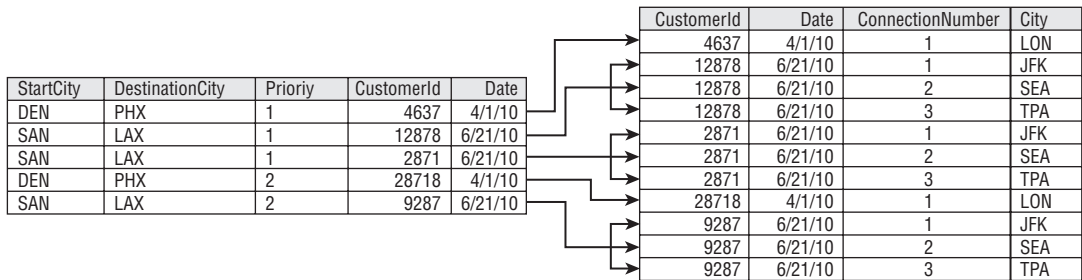 CustomerId Date ConnectionNumber City
4637 4/1/10 1 LON
12878 6/21/10 1 JFK
12878 6/21/10 2 SEA
12878 6/21/10 3 TPA
2871 6/21/10 1 JFK
2871 6/21/10 2 SEA
2871 6/21/10 3 TPA
28718 4/1/10 1 LON
9287 6/21/10 1 JFK
9287 6/21/10 2 SEA
9287 6/21/10 3 TPA
StartCity DestinationCity Prioriy CustomerId Date
DEN PHX 1 4637 4/1/10
SAN LAX 1 12878 6/21/10
SAN LAX 1 2871 6/21/10
DEN PHX 2 28718 4/1/10
SAN LAX 2 9287 6/21/10